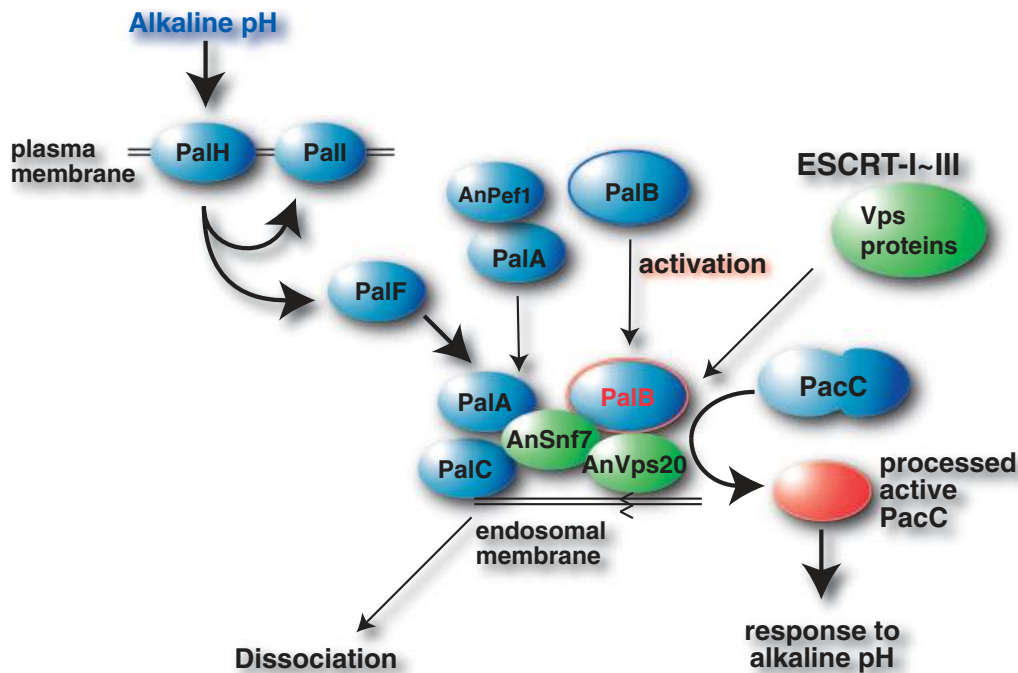 Alkaline pH
plasma
membrane
PalH
PalI
AnPef1
PalA
PalB
ESCRT-I~III
Vps
proteins
activation
PalF
PalA
PalB
PacC
AnSnf7
PalC
AnVps20
processed
active
PacC
endosomal
membrane
Dissociation
response to
alkaline pH